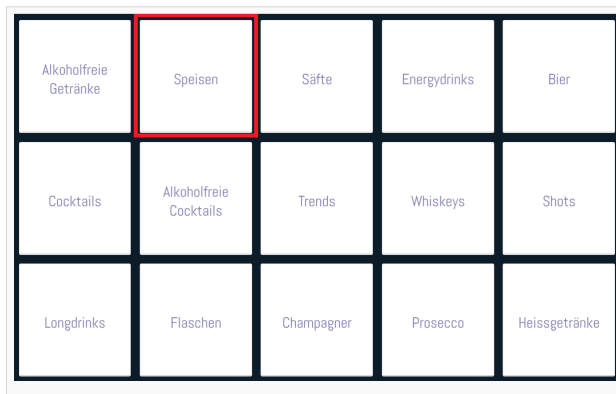 Alkoholfreie
Getränke
Speisen
Säfte
Energydrinks
Bier
Cocktails
Alkoholfreie
Cocktails
Trends
Whiskeys
Shots
Longdrinks
Flaschen
Champagner
Prosecco
Heissgetränke